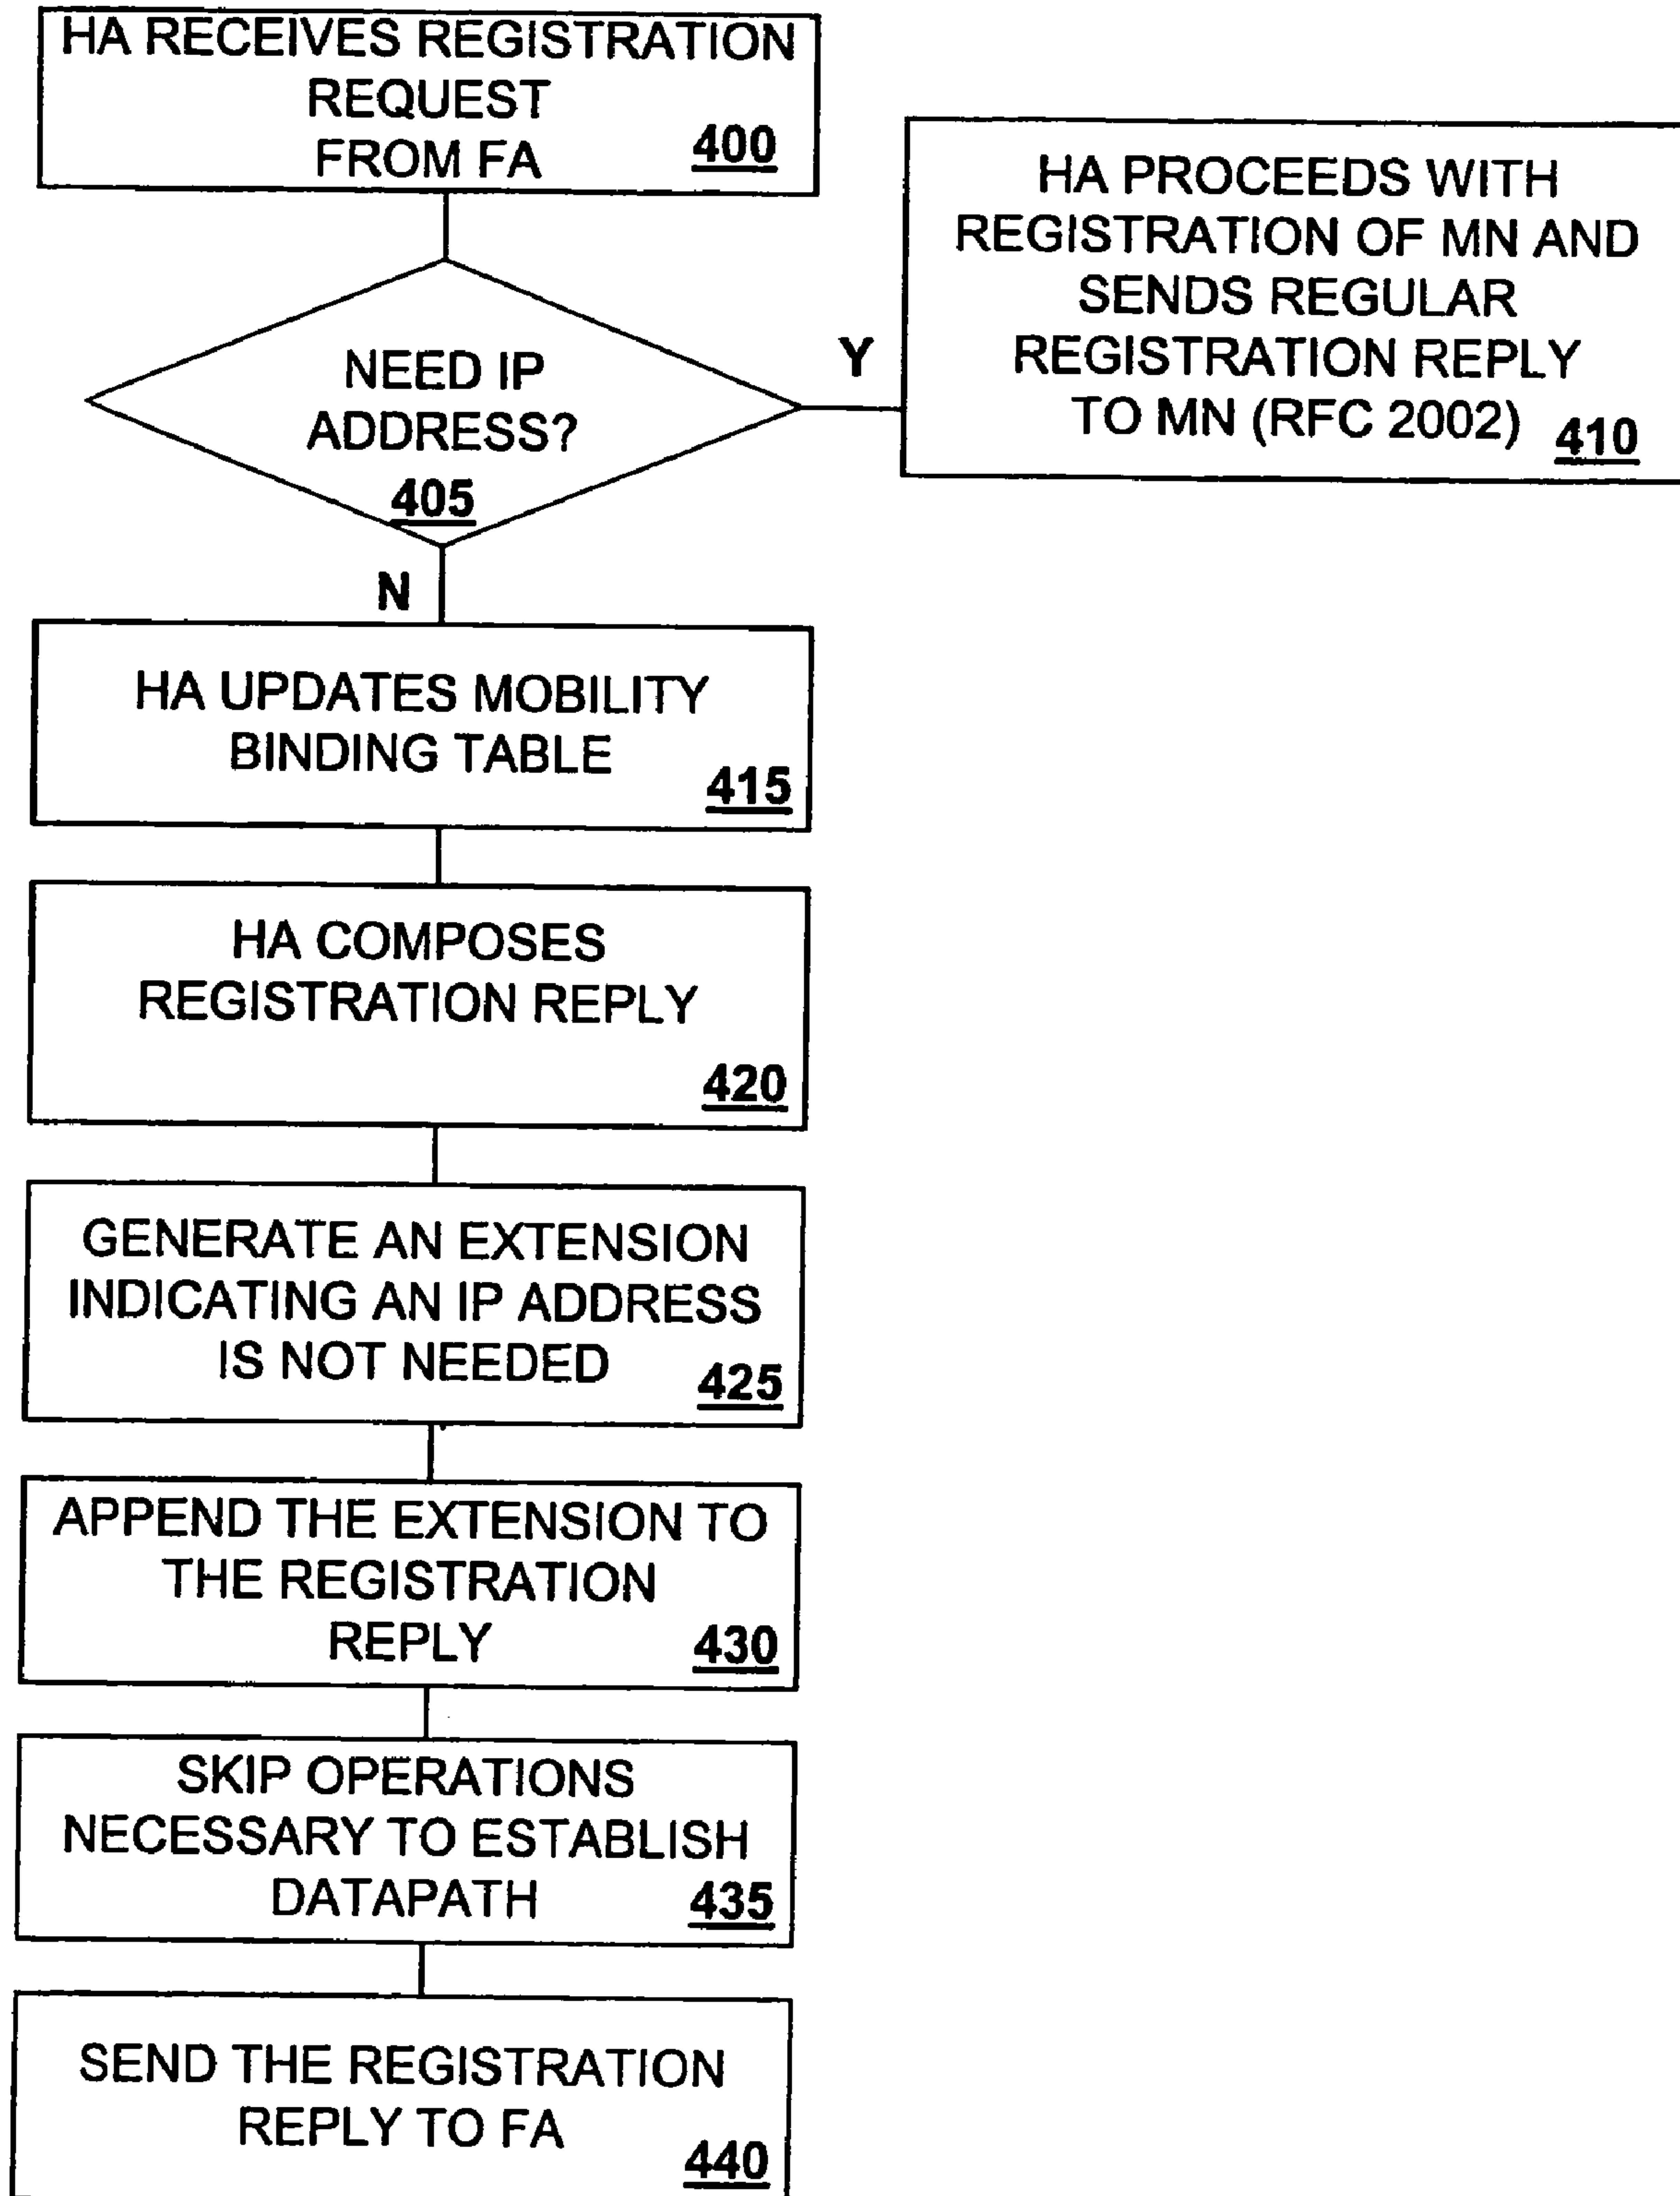 HA RECEIVES REGISTRATION
REQUEST
FROM FA 400
NEED IP
ADDRESS?
405
Y
HA PROCEEDS WITH
REGISTRATION OF MN AND
SENDS REGULAR
REGISTRATION REPLY
TO MN (RFC 2002) 410
N
HA UPDATES MOBILITY
BINDING TABLE
415
HA COMPOSES
REGISTRATION REPLY
420
GENERATE AN EXTENSION
INDICATING AN IP ADDRESS
IS NOT NEEDED 425
APPEND THE EXTENSION TO
THE REGISTRATION
REPLY 430
SKIP OPERATIONS
NECESSARY TO ESTABLISH
DATAPATH 435
SEND THE REGISTRATION
REPLY TO FA
440